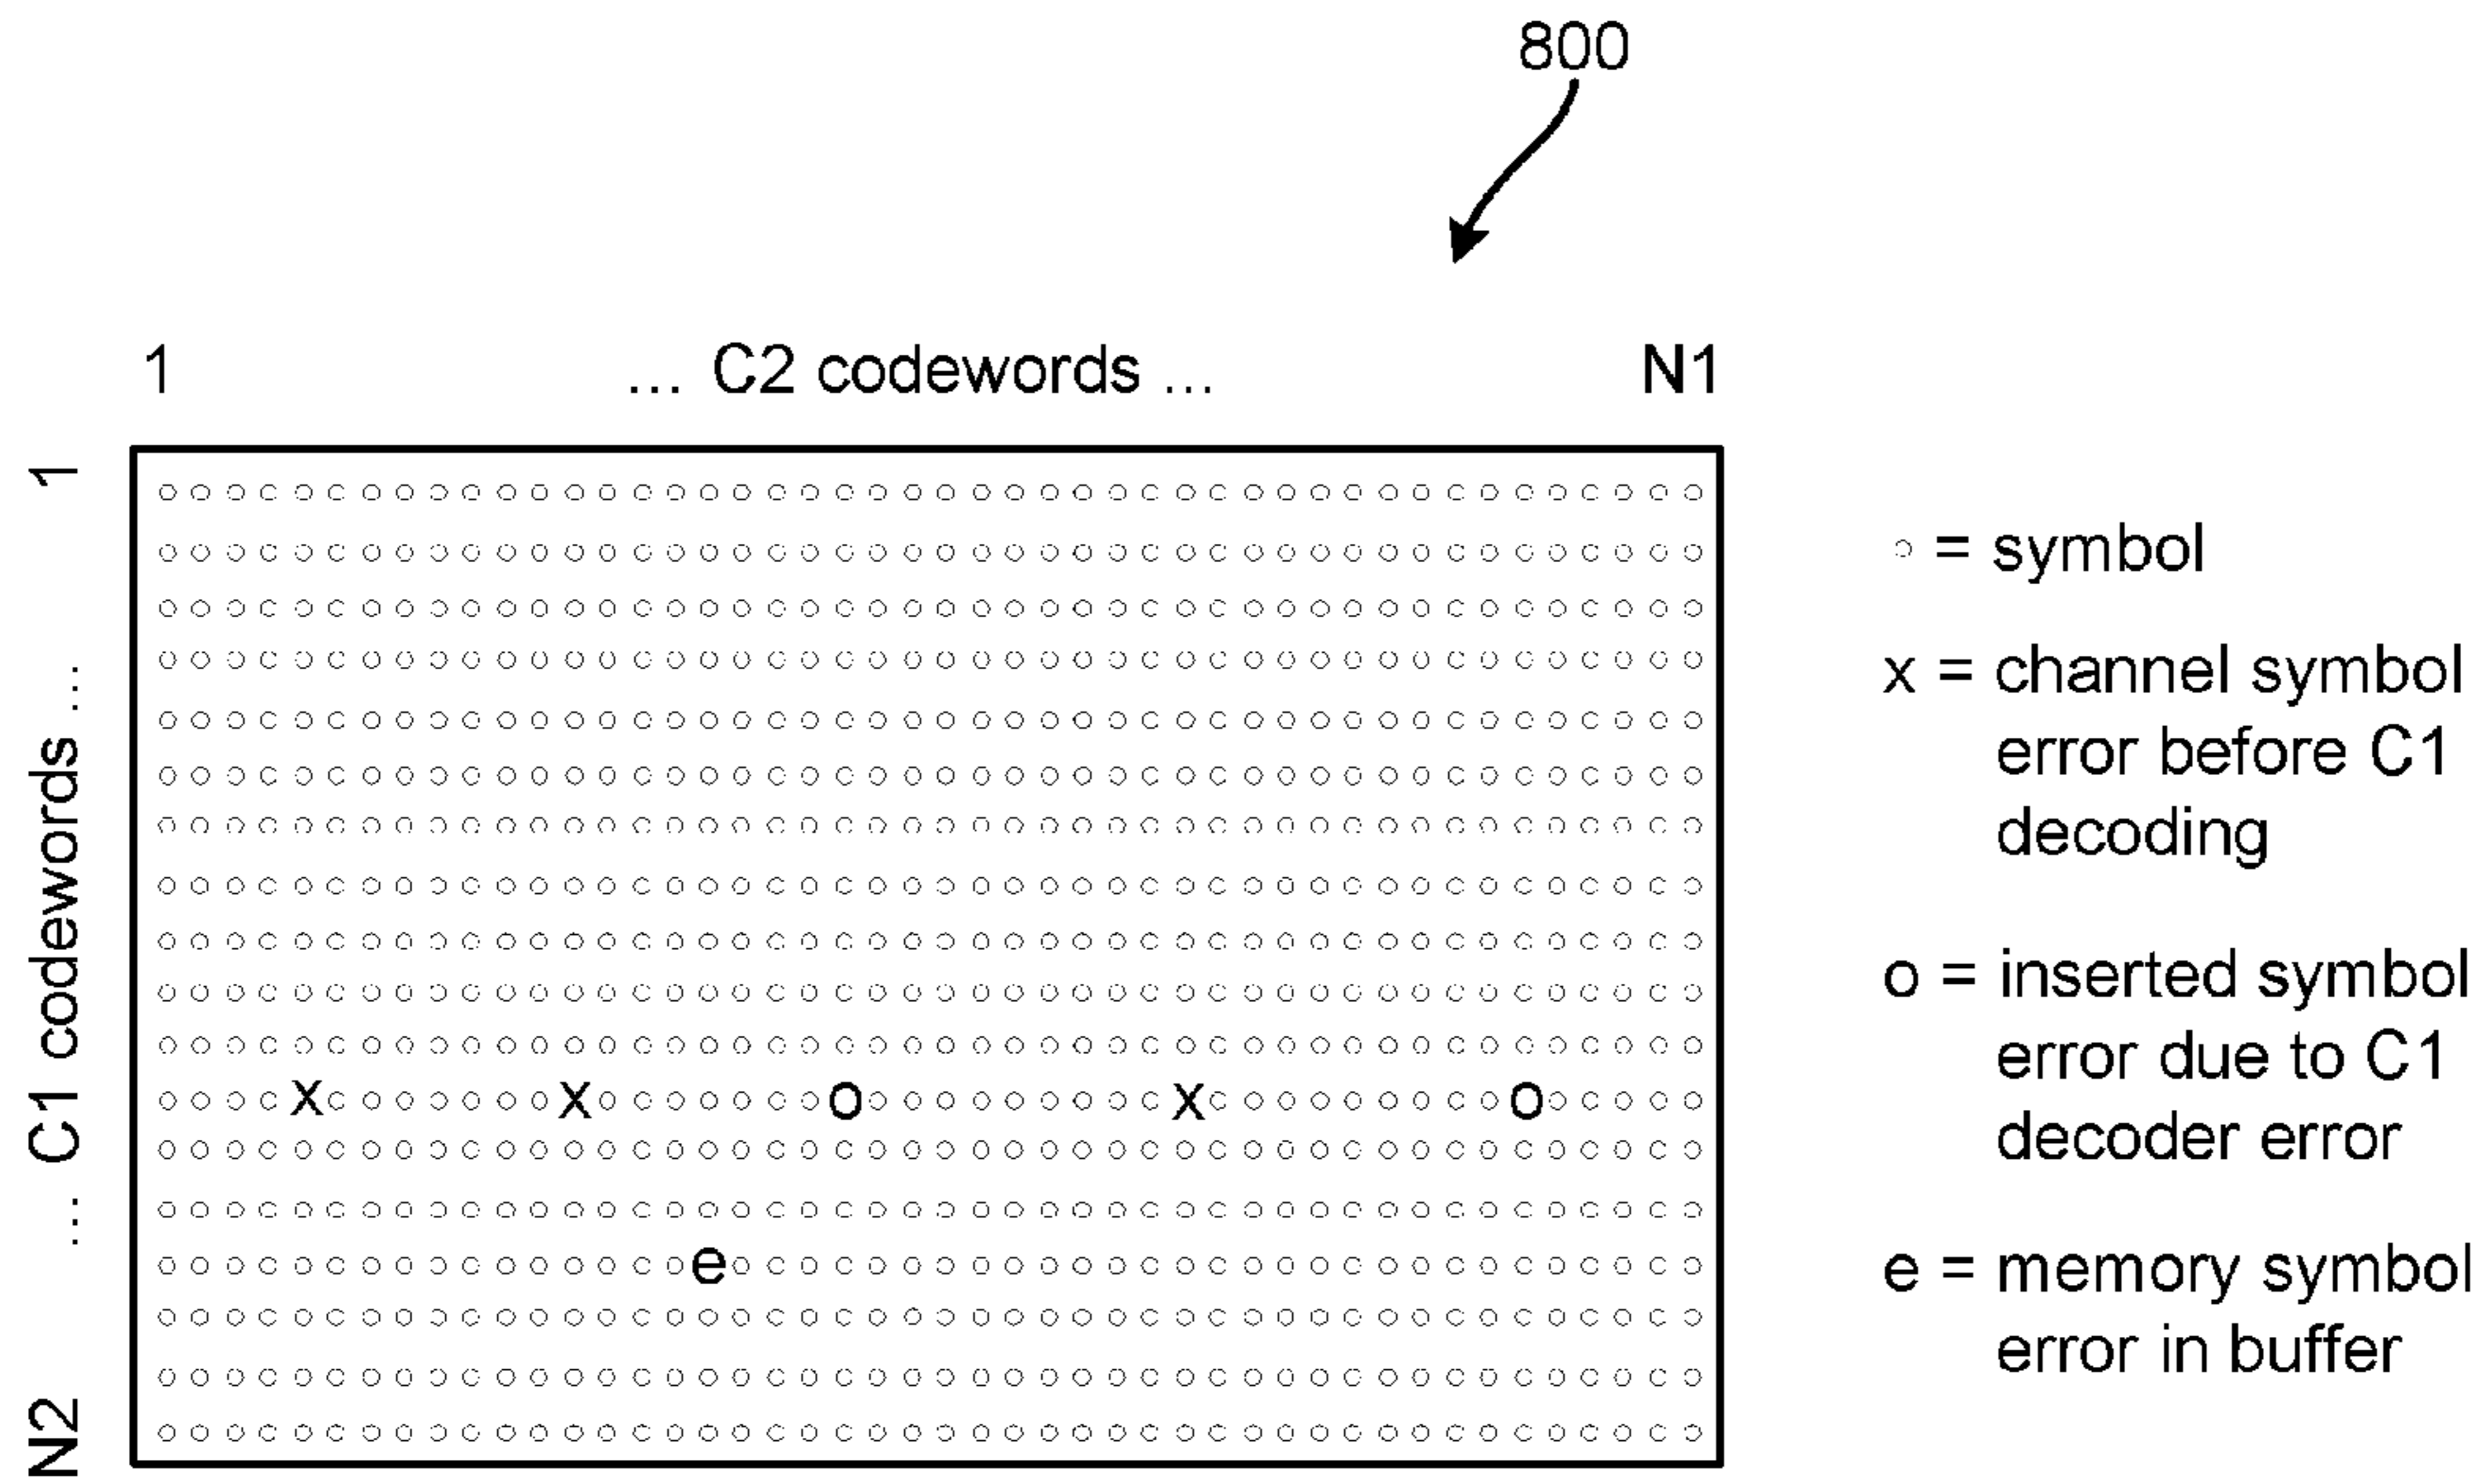 800
1 ... C2 codewords ... N1
1 ... C1 codewords ... N2
x x o x o
e
○ = symbol
x = channel symbol
error before C1
decoding
o = inserted symbol
error due to C1
decoder error
e = memory symbol
error in buffer